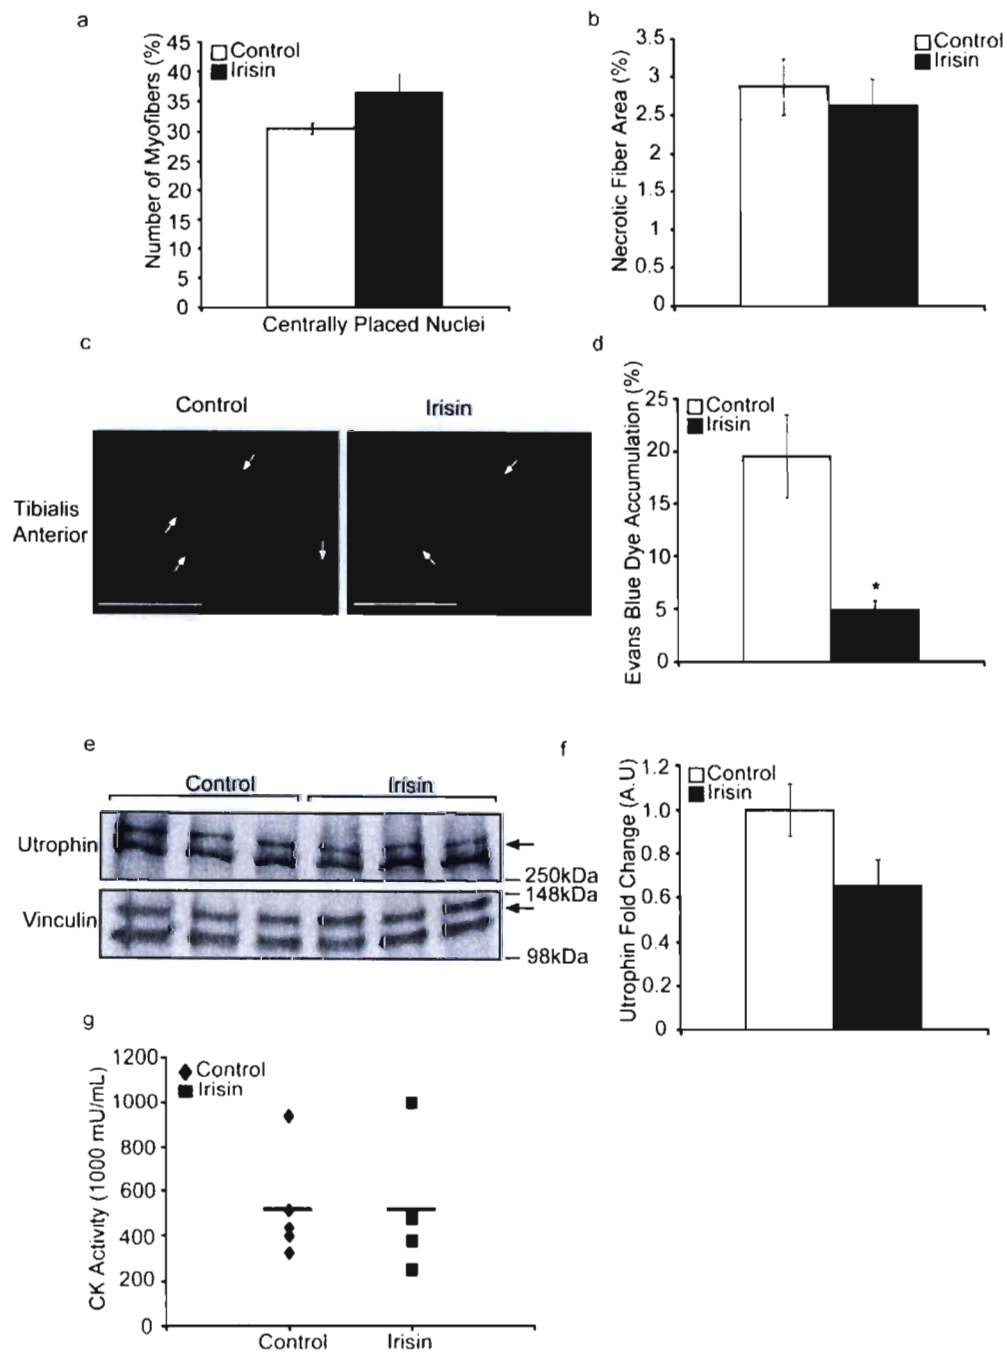 a
Number of Myofibers (%)
45
40
35
30
25
20
15
10
5
0
Control
Irisin
Centrally Placed Nuclei
b
Necrotic Fiber Area (%)
3.5
3
2.5
2
1.5
1
0.5
0
Control
Irisin
c
Control
Irisin
Tibialis
Anterior
d
Evans Blue Dye Accumulation (%)
25
20
15
10
5
0
Control
Irisin
*
e
Control
Irisin
Utrophin
250kDa
148kDa
Vinculin
98kDa
f
Utrophin Fold Change (A.U)
1.2
1.0
0.8
0.6
0.4
0.2
0
Control
Irisin
g
CK Activity (1000 mU/mL)
1200
1000
800
600
400
200
0
Control
Irisin
Control
Irisin